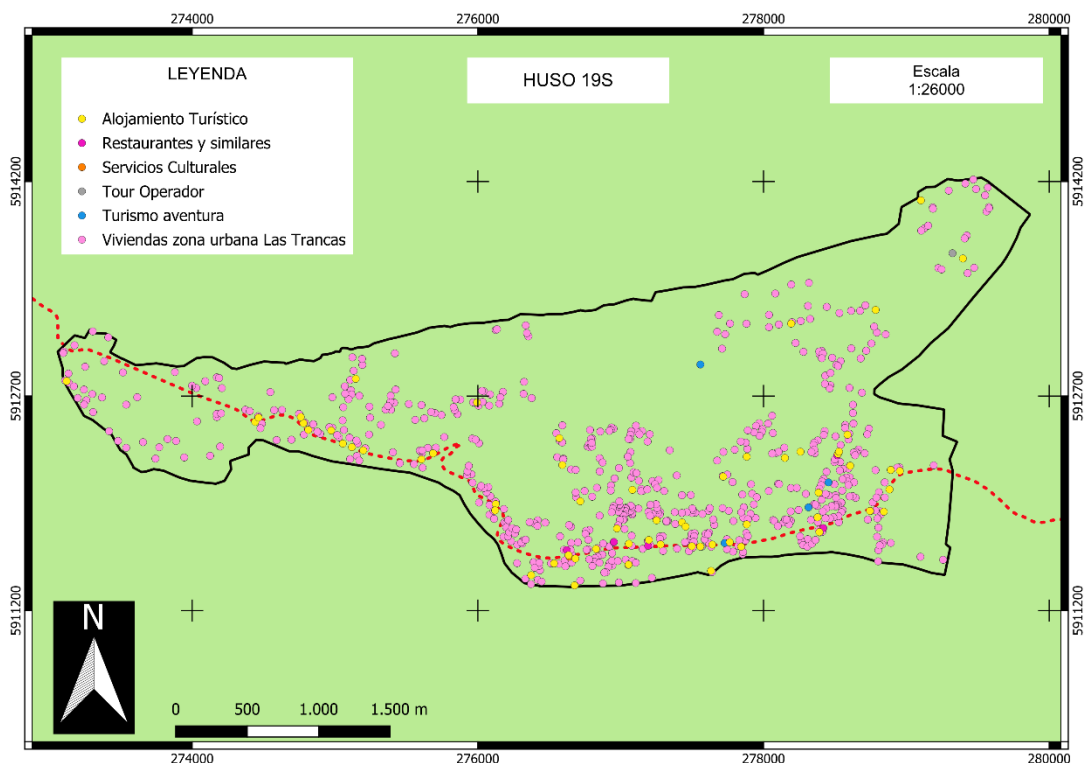 274000 276000 278000 280000
LEYENDA
Alojamiento Turístico
Restaurantes y similares
Servicios Culturales
Tour Operador
Turismo aventura
Viviendas zona urbana Las Trancas
HUSO 19S
Escala
1:26000
5914200 5914200
5912700 5912700
5911200 5911200
N
0 500 1.000 1.500 m
274000 276000 278000 280000